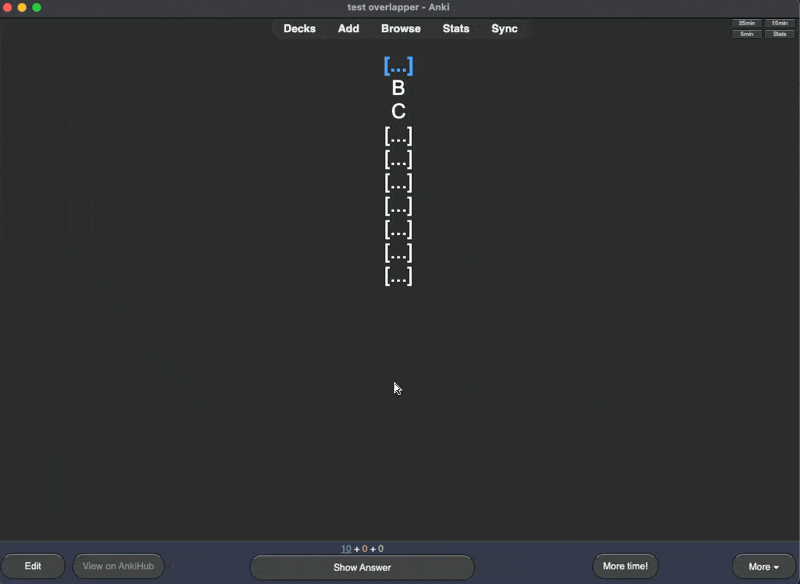 test overlapper - Anki
Decks Add Browse Stats Sync
25min 15min
5min Stats
[...]
B
C
[...]
[...]
[...]
[...]
[...]
[...]
[...]
10 + 0 + 0
Edit View on AnkiHub Show Answer More time! More